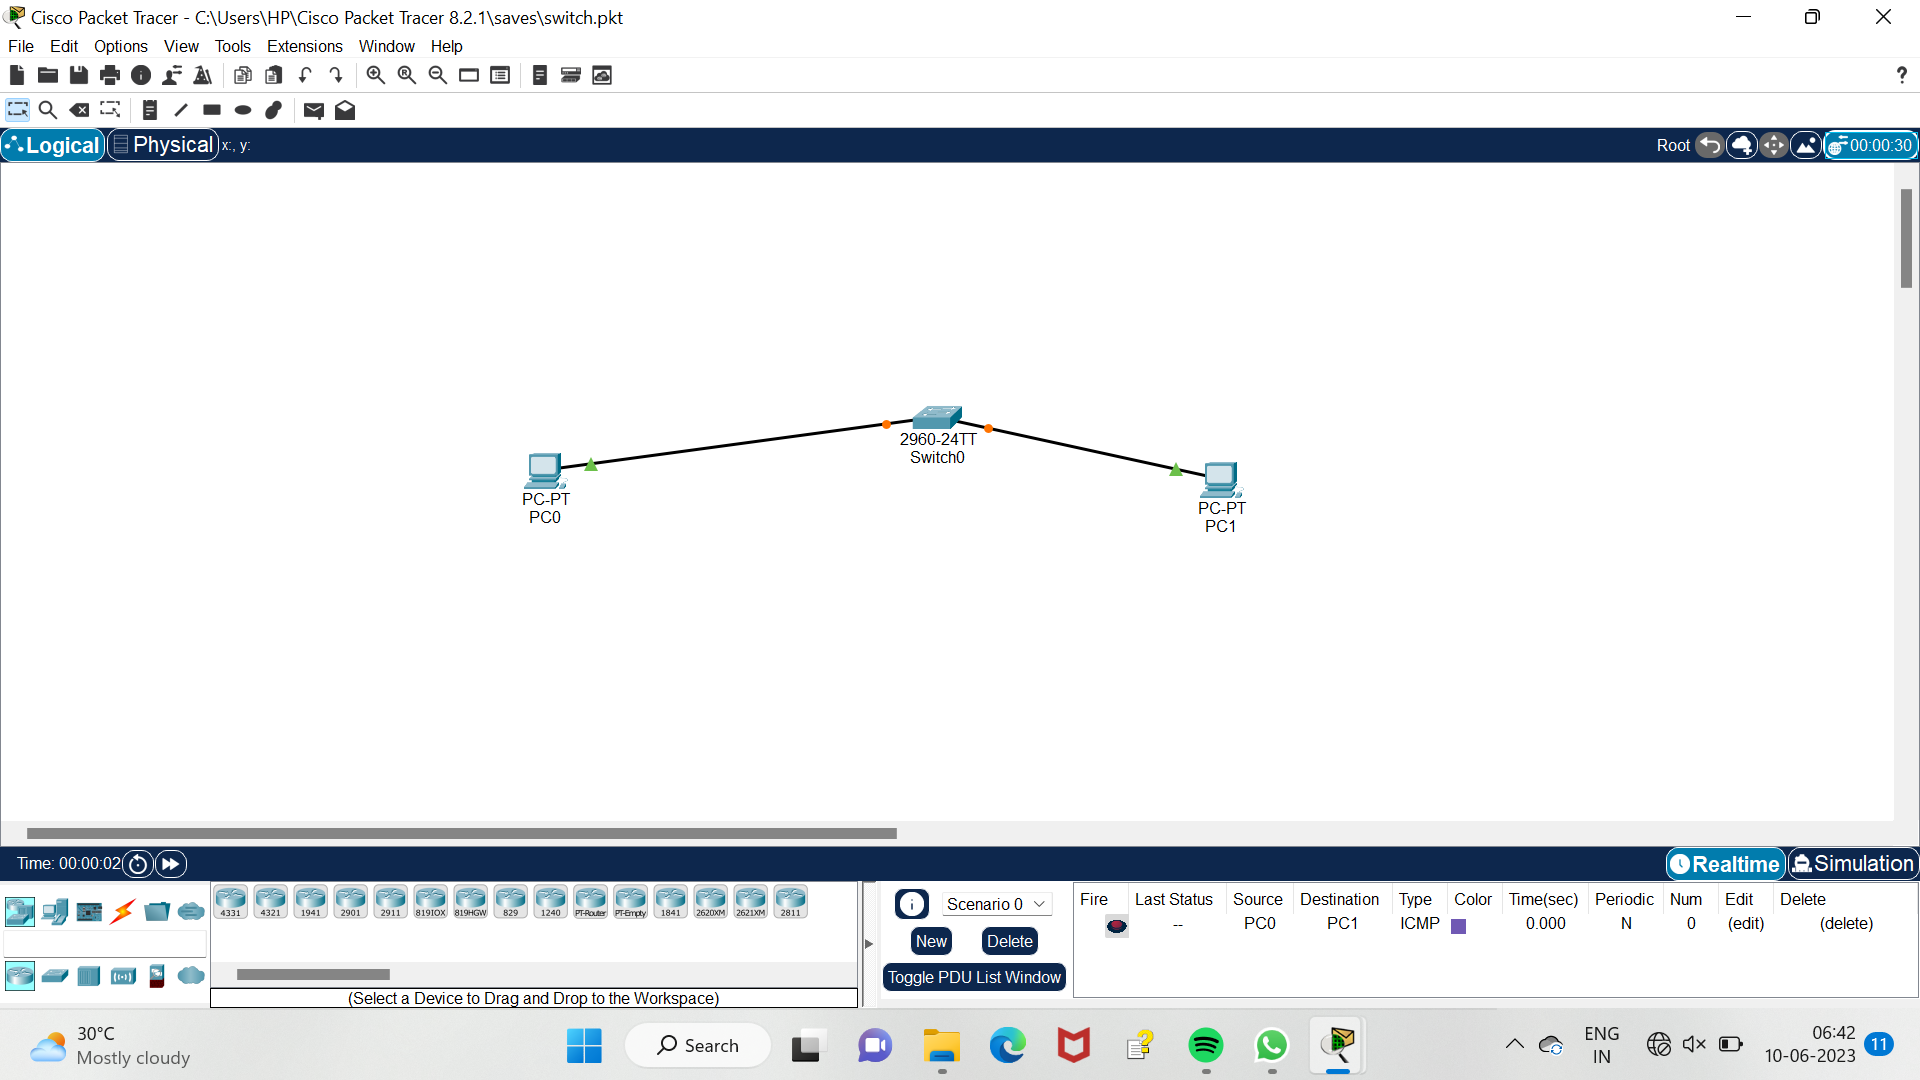 Cisco Packet Tracer - C:\Users\HP\Cisco Packet Tracer 8.2.1\saves\switch.pkt
File Edit Options View Tools Extensions Window Help
?
Logical Physical x:, y: Root 00:00:30
2960-24TT
Switch0
PC-PT
PC0
PC-PT
PC1
Time: 00:00:02 Realtime Simulation
4331 4321 1941 2901 2911 819IOX 819HGW 829 1240 PT-Router PT-Empty 1841 2620XM 2621XM 2811
(Select a Device to Drag and Drop to the Workspace)
Scenario 0
New Delete
Toggle PDU List Window
Fire Last Status Source Destination Type Color Time(sec) Periodic Num Edit Delete
-- PC0 PC1 ICMP 0.000 N 0 (edit) (delete)
30°C
Mostly cloudy
Search
ENG
IN
06:42
10-06-2023
11